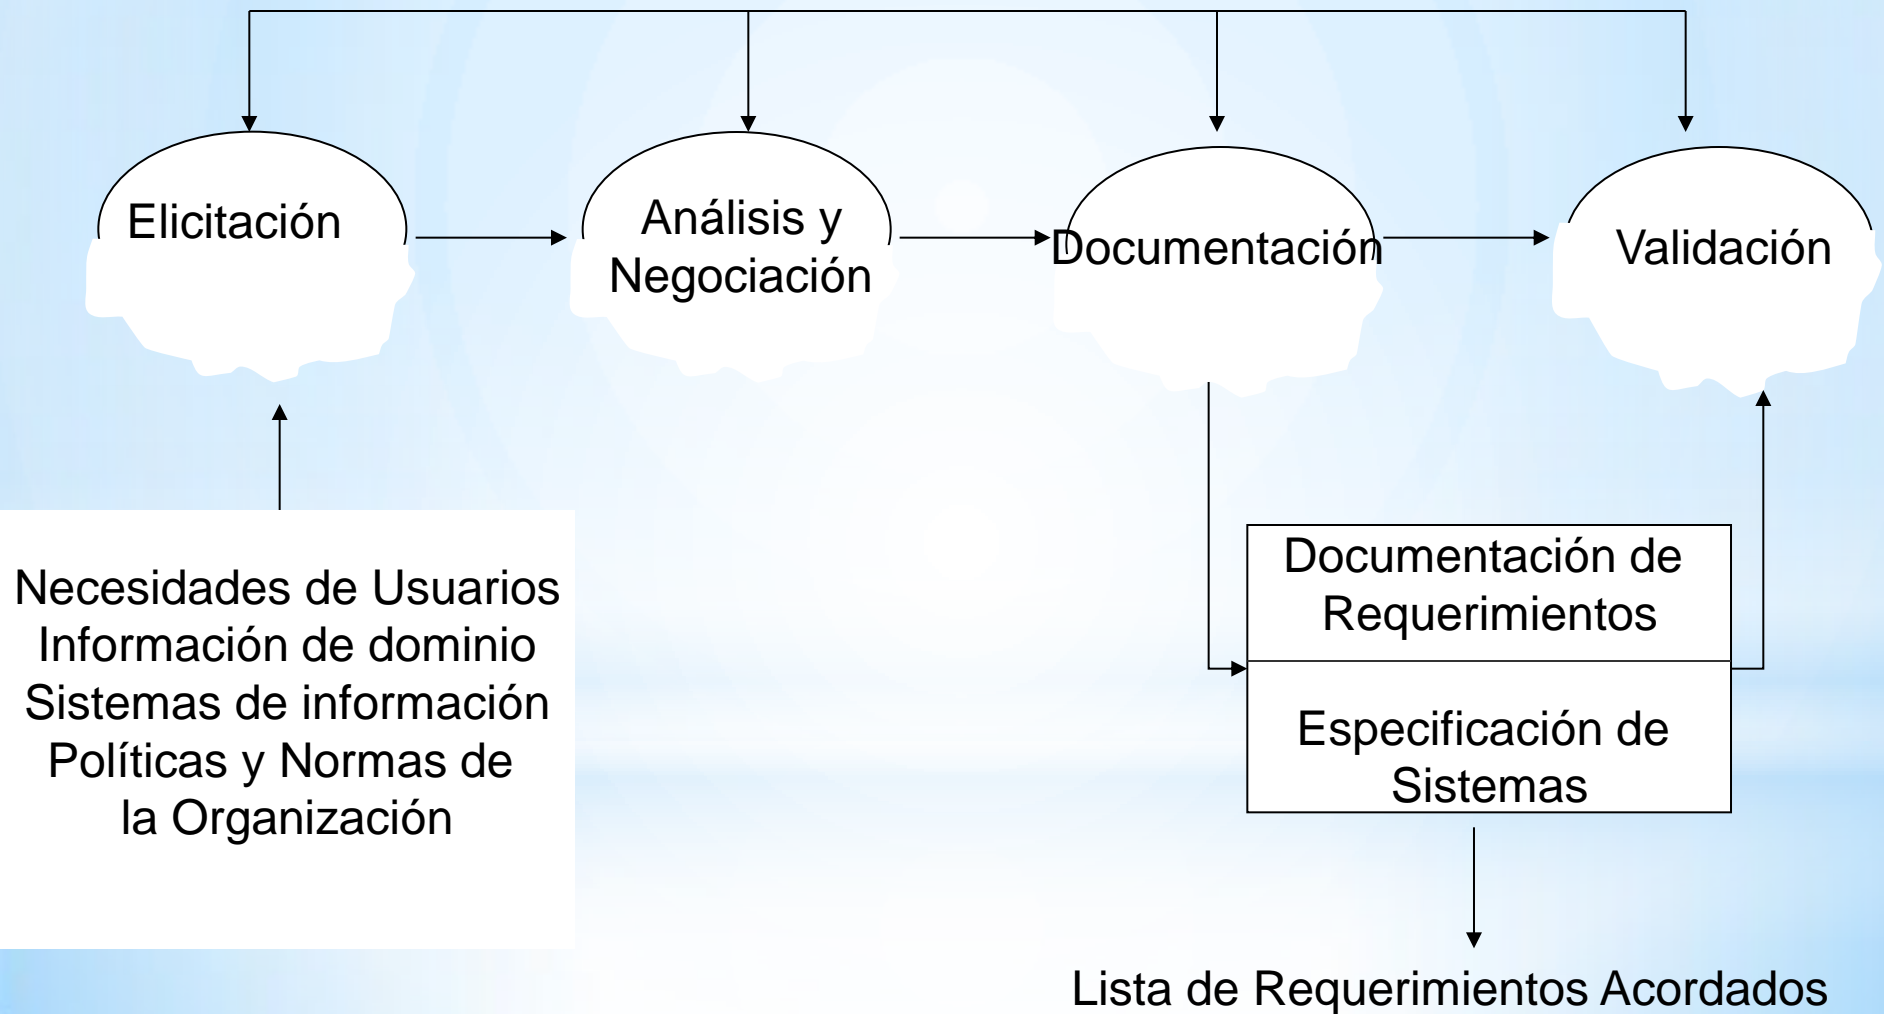 Elicitación
Análisis y
Negociación
Documentación
Validación
Necesidades de Usuarios
Información de dominio
Sistemas de información
Políticas y Normas de
la Organización
Documentación de
Requerimientos
Especificación de
Sistemas
Lista de Requerimientos Acordados